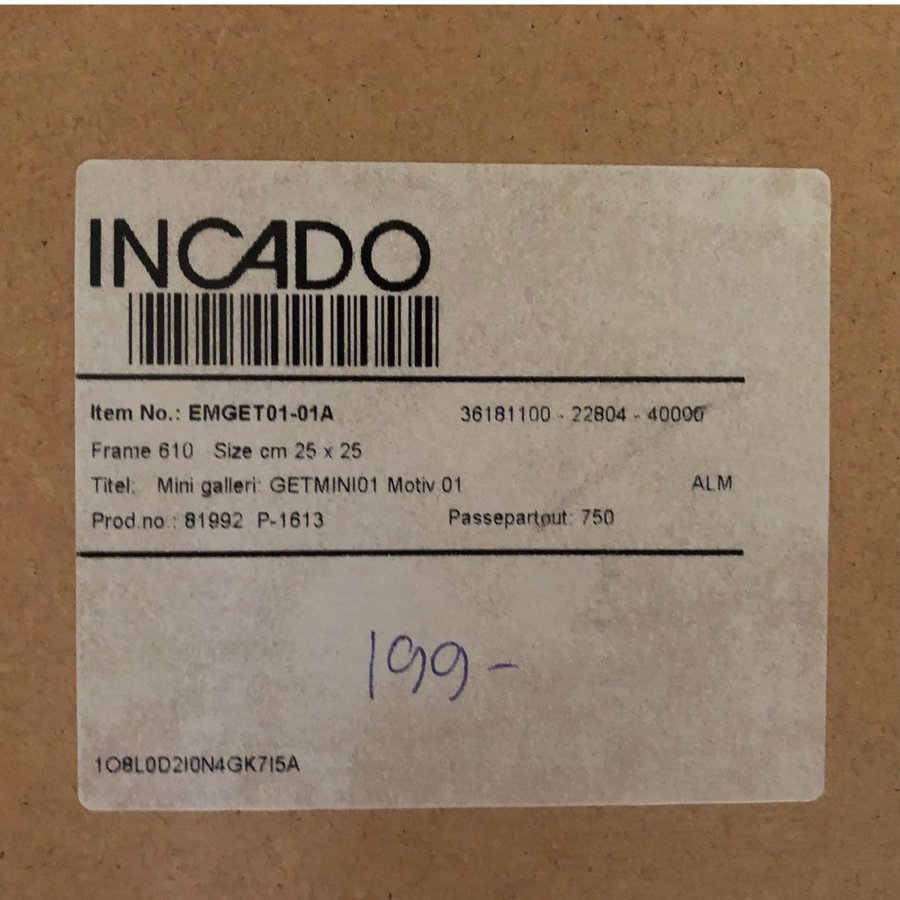 INCADO
Item No.: EMGET01-01A 36181100 - 22804 - 40000
Frame 610 Size cm 25 x 25
Titel: Mini galleri: GETMINI01 Motiv 01 ALM
Prod.no.: 81992 P-1613 Passepartout: 750
199-
1O8L0D2I0N4GK7I5A